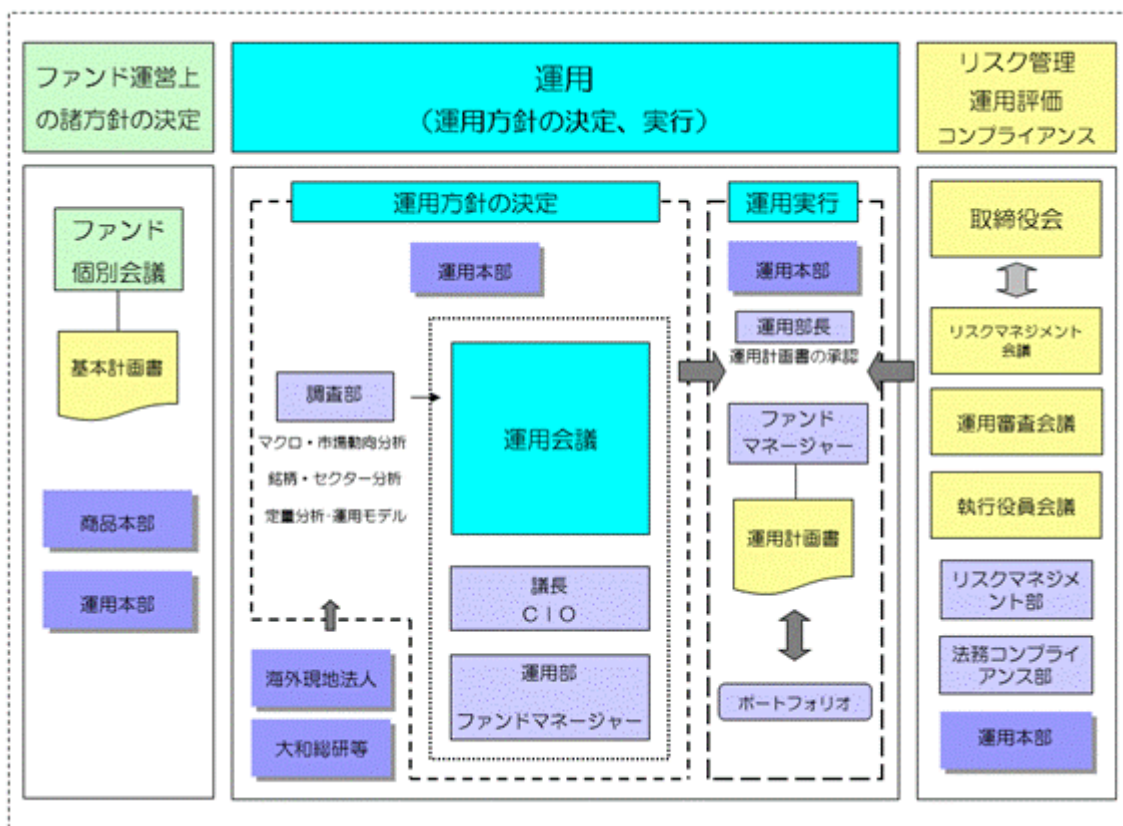 ファンド運営上
の諸方針の決定
運用
（運用方針の決定、実行）
リスク管理
運用評価
コンプライアンス
ファンド
個別会議
基本計画書
商品本部
運用本部
運用方針の決定
運用本部
調査部
マクロ・市場動向分析
銘柄・セクター分析
定量分析・運用モデル
運用会議
議長
ＣＩＯ
運用部
ファンドマネージャー
海外現地法人
大和総研等
運用実行
運用本部
運用部長
運用計画書の承認
ファンド
マネージャー
運用計画書
ポートフォリオ
取締役会
リスクマネジメント
会議
運用審査会議
執行役員会議
リスクマネジメ
ント部
法務コンプライ
アンス部
運用本部